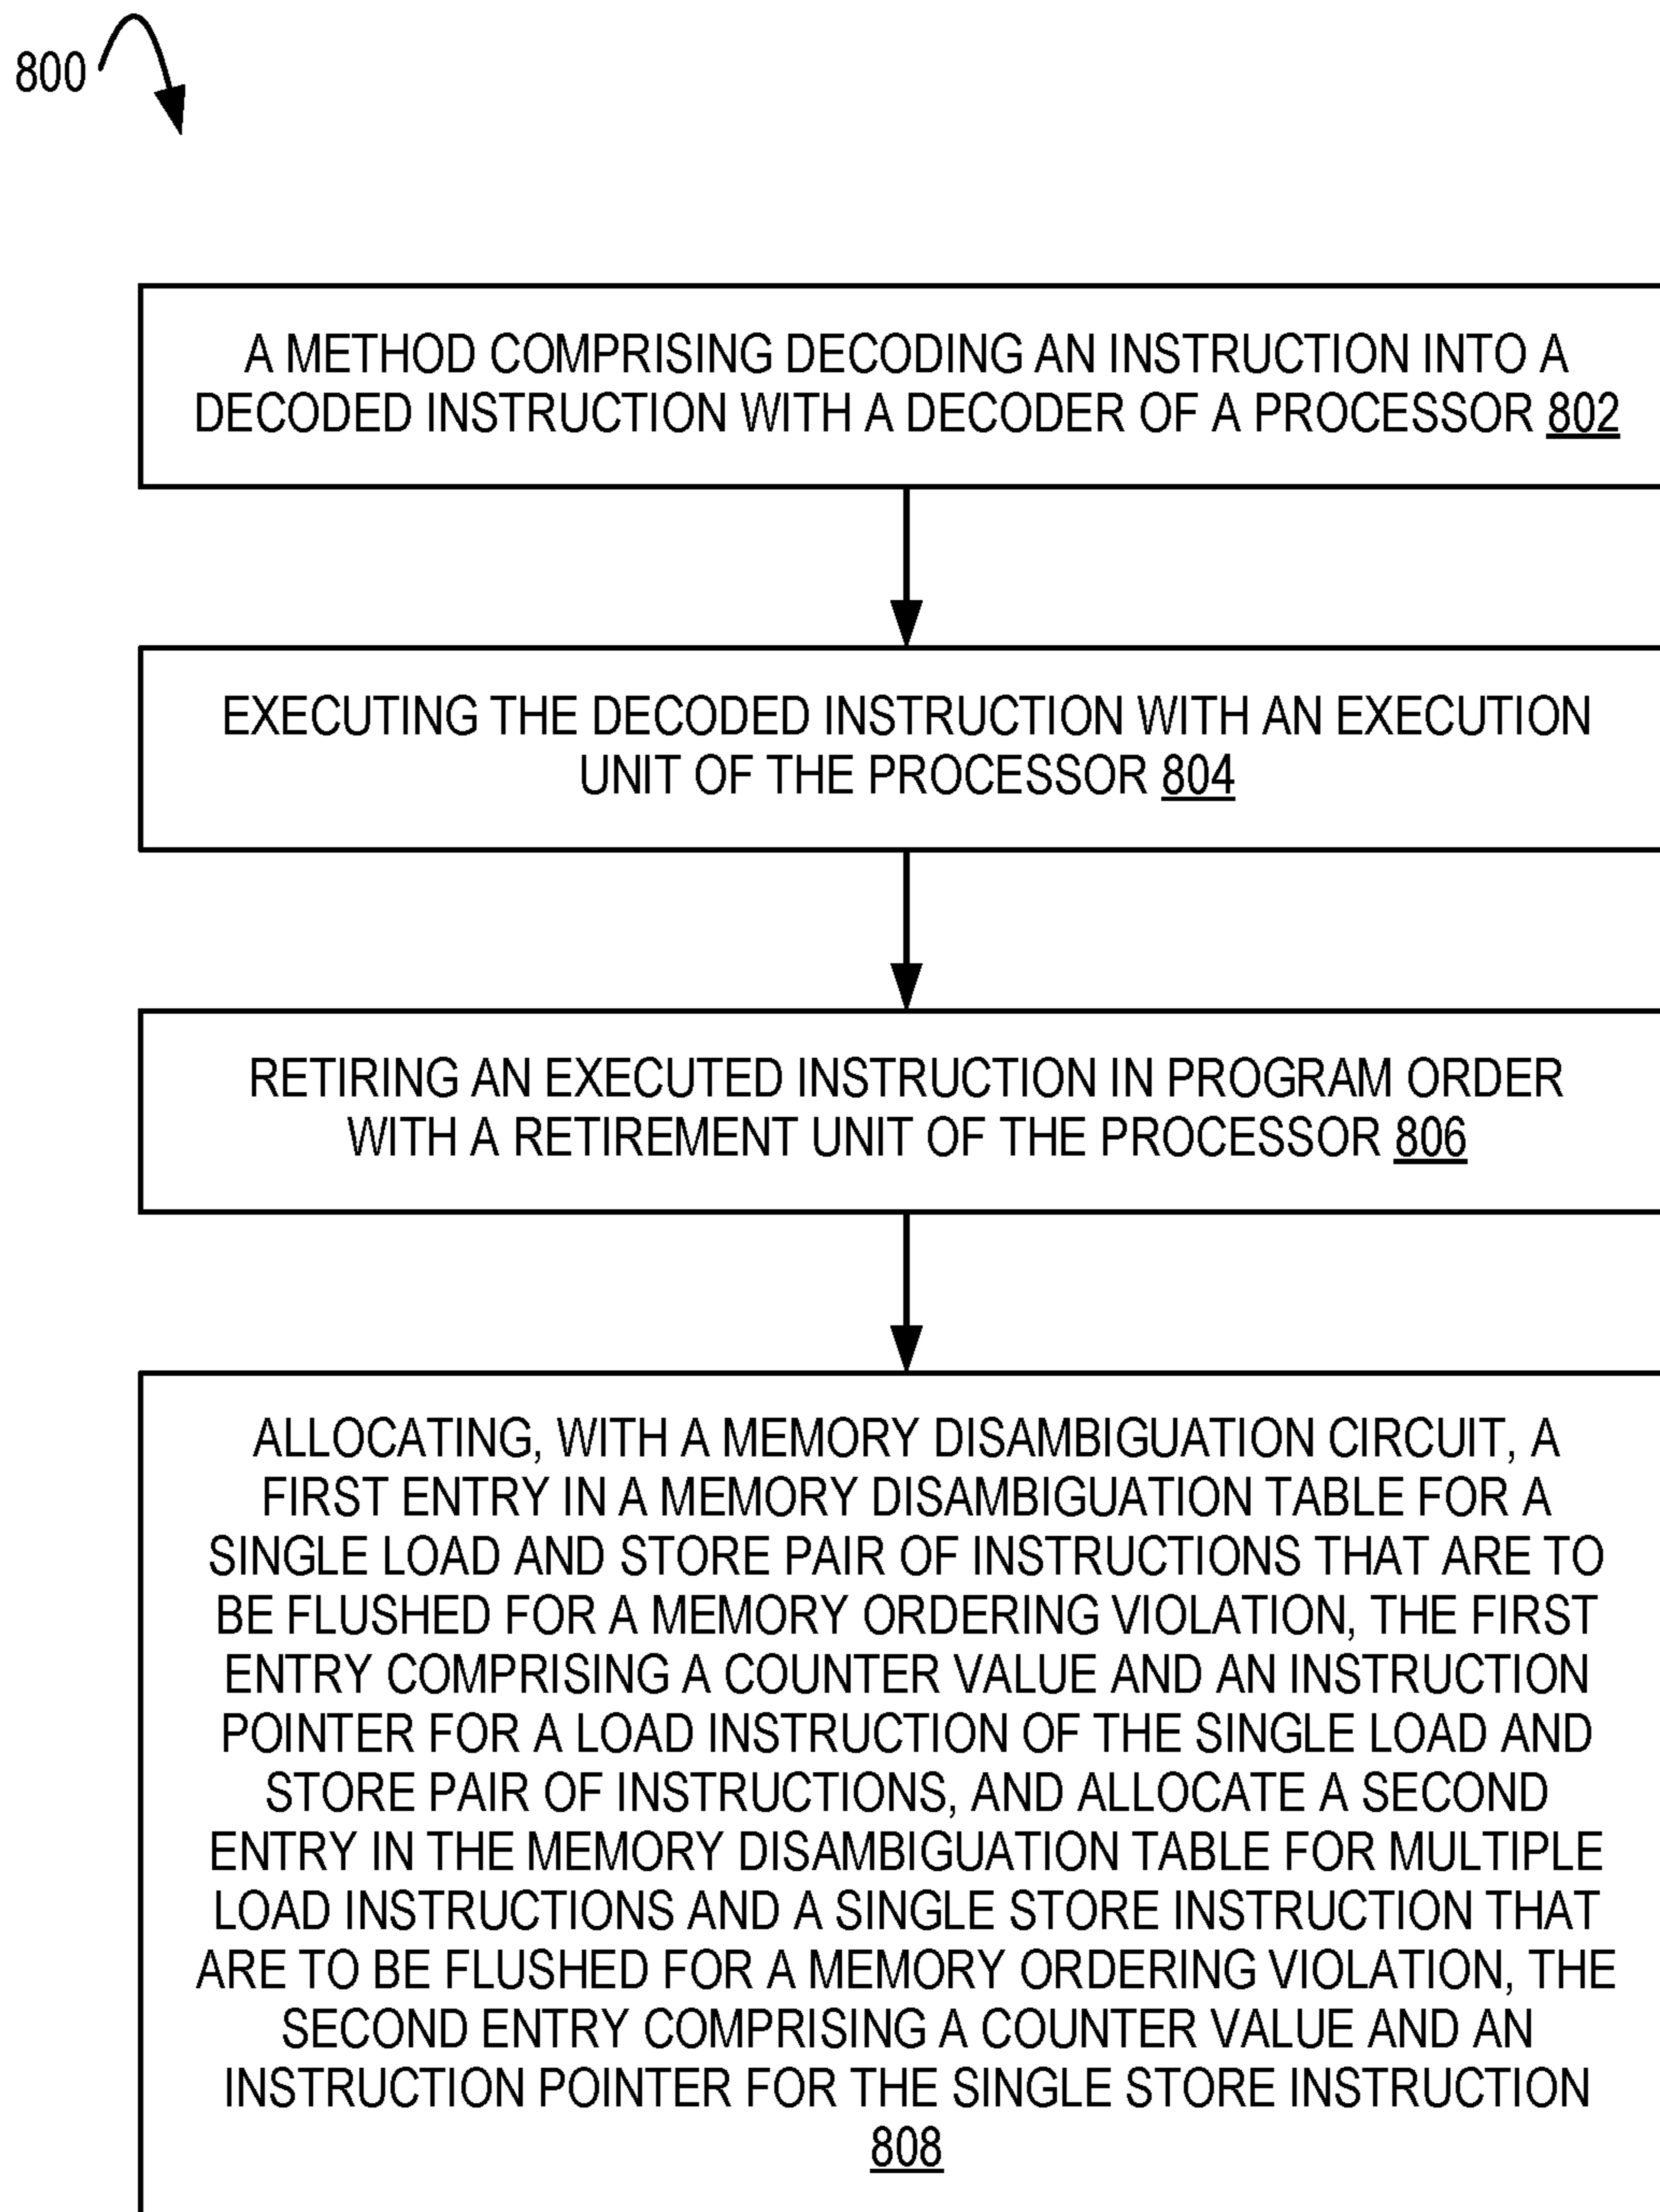 800
A METHOD COMPRISING DECODING AN INSTRUCTION INTO A
DECODED INSTRUCTION WITH A DECODER OF A PROCESSOR 802
EXECUTING THE DECODED INSTRUCTION WITH AN EXECUTION
UNIT OF THE PROCESSOR 804
RETIRING AN EXECUTED INSTRUCTION IN PROGRAM ORDER
WITH A RETIREMENT UNIT OF THE PROCESSOR 806
ALLOCATING, WITH A MEMORY DISAMBIGUATION CIRCUIT, A
FIRST ENTRY IN A MEMORY DISAMBIGUATION TABLE FOR A
SINGLE LOAD AND STORE PAIR OF INSTRUCTIONS THAT ARE TO
BE FLUSHED FOR A MEMORY ORDERING VIOLATION, THE FIRST
ENTRY COMPRISING A COUNTER VALUE AND AN INSTRUCTION
POINTER FOR A LOAD INSTRUCTION OF THE SINGLE LOAD AND
STORE PAIR OF INSTRUCTIONS, AND ALLOCATE A SECOND
ENTRY IN THE MEMORY DISAMBIGUATION TABLE FOR MULTIPLE
LOAD INSTRUCTIONS AND A SINGLE STORE INSTRUCTION THAT
ARE TO BE FLUSHED FOR A MEMORY ORDERING VIOLATION, THE
SECOND ENTRY COMPRISING A COUNTER VALUE AND AN
INSTRUCTION POINTER FOR THE SINGLE STORE INSTRUCTION
808